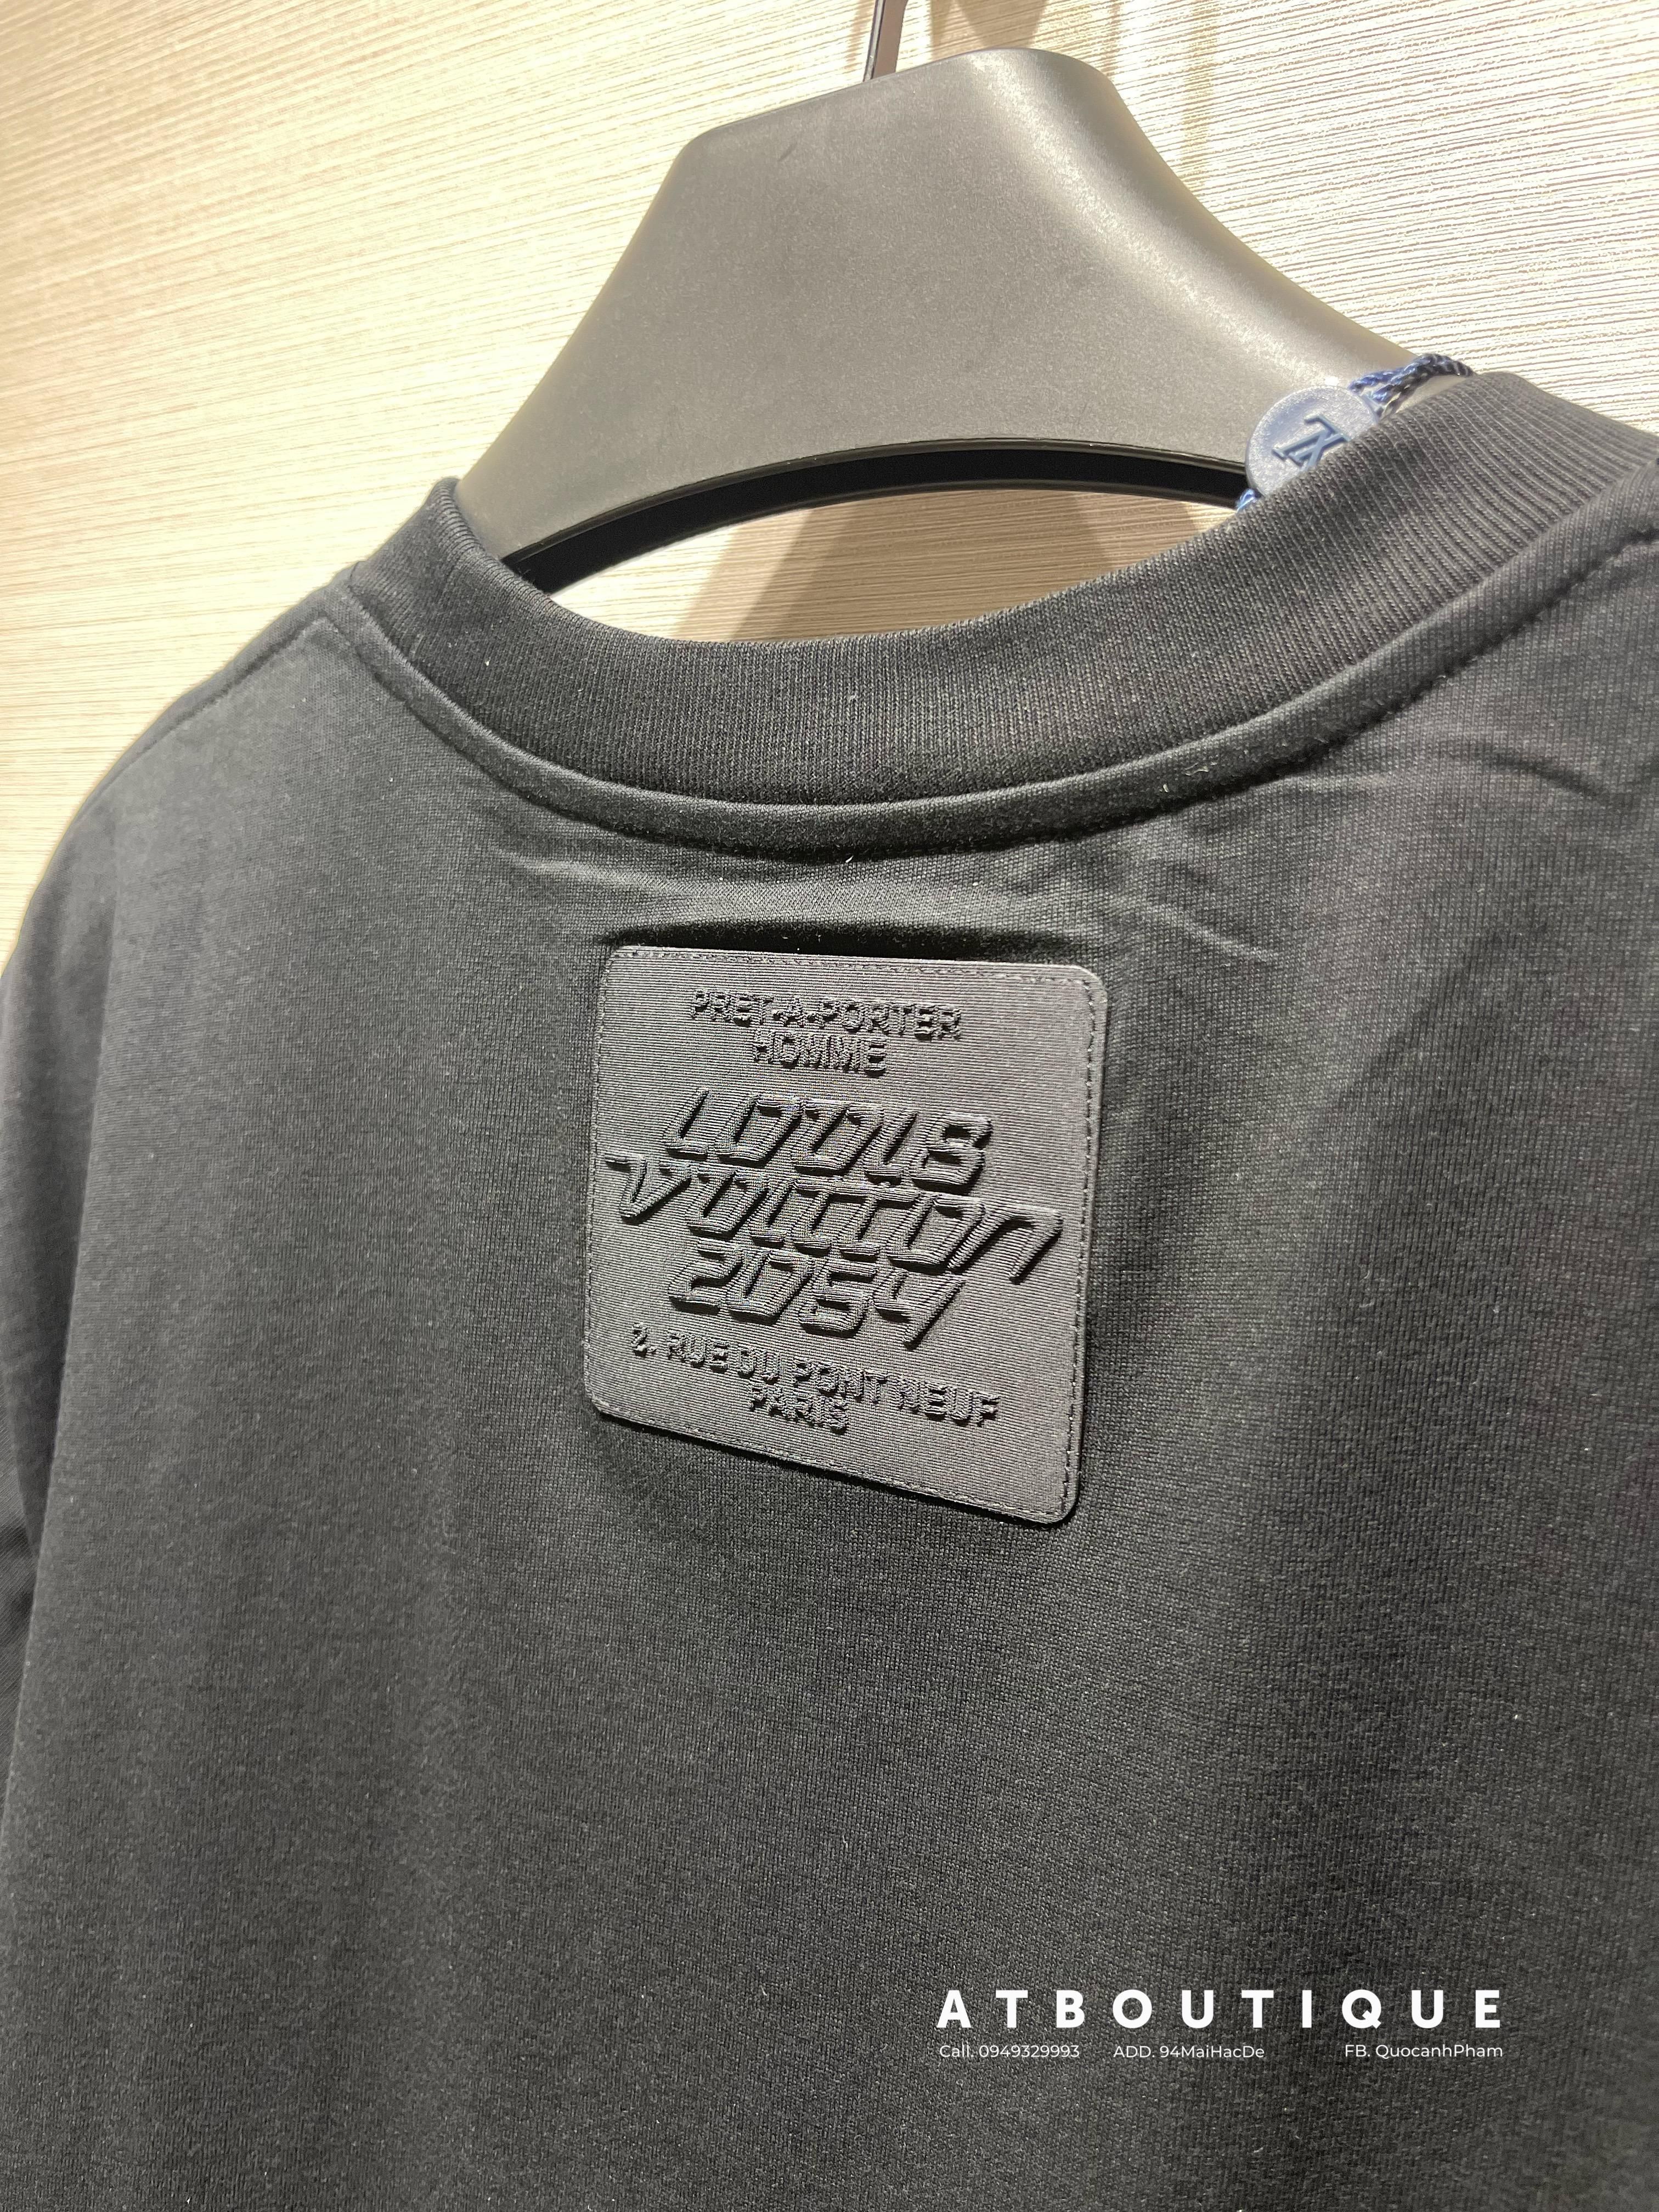 LV
PRET-A-PORTER
HOMME
LOUIS
VUITTON
2054
2. RUE DU PONT NEUF
PARIS
ATBOUTIQUE
Call. 0949329993 ADD. 94MaiHacDe FB. QuocanhPham